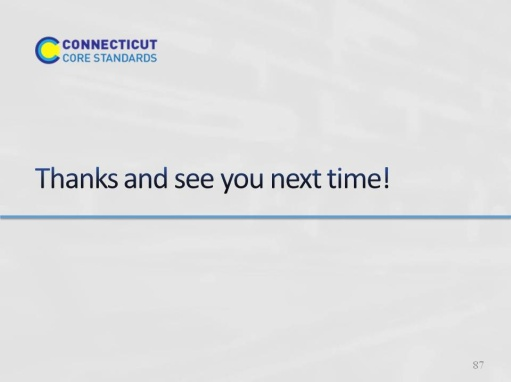 CONNECTICUT
CORE STANDARDS
Thanks and see you next time!
87